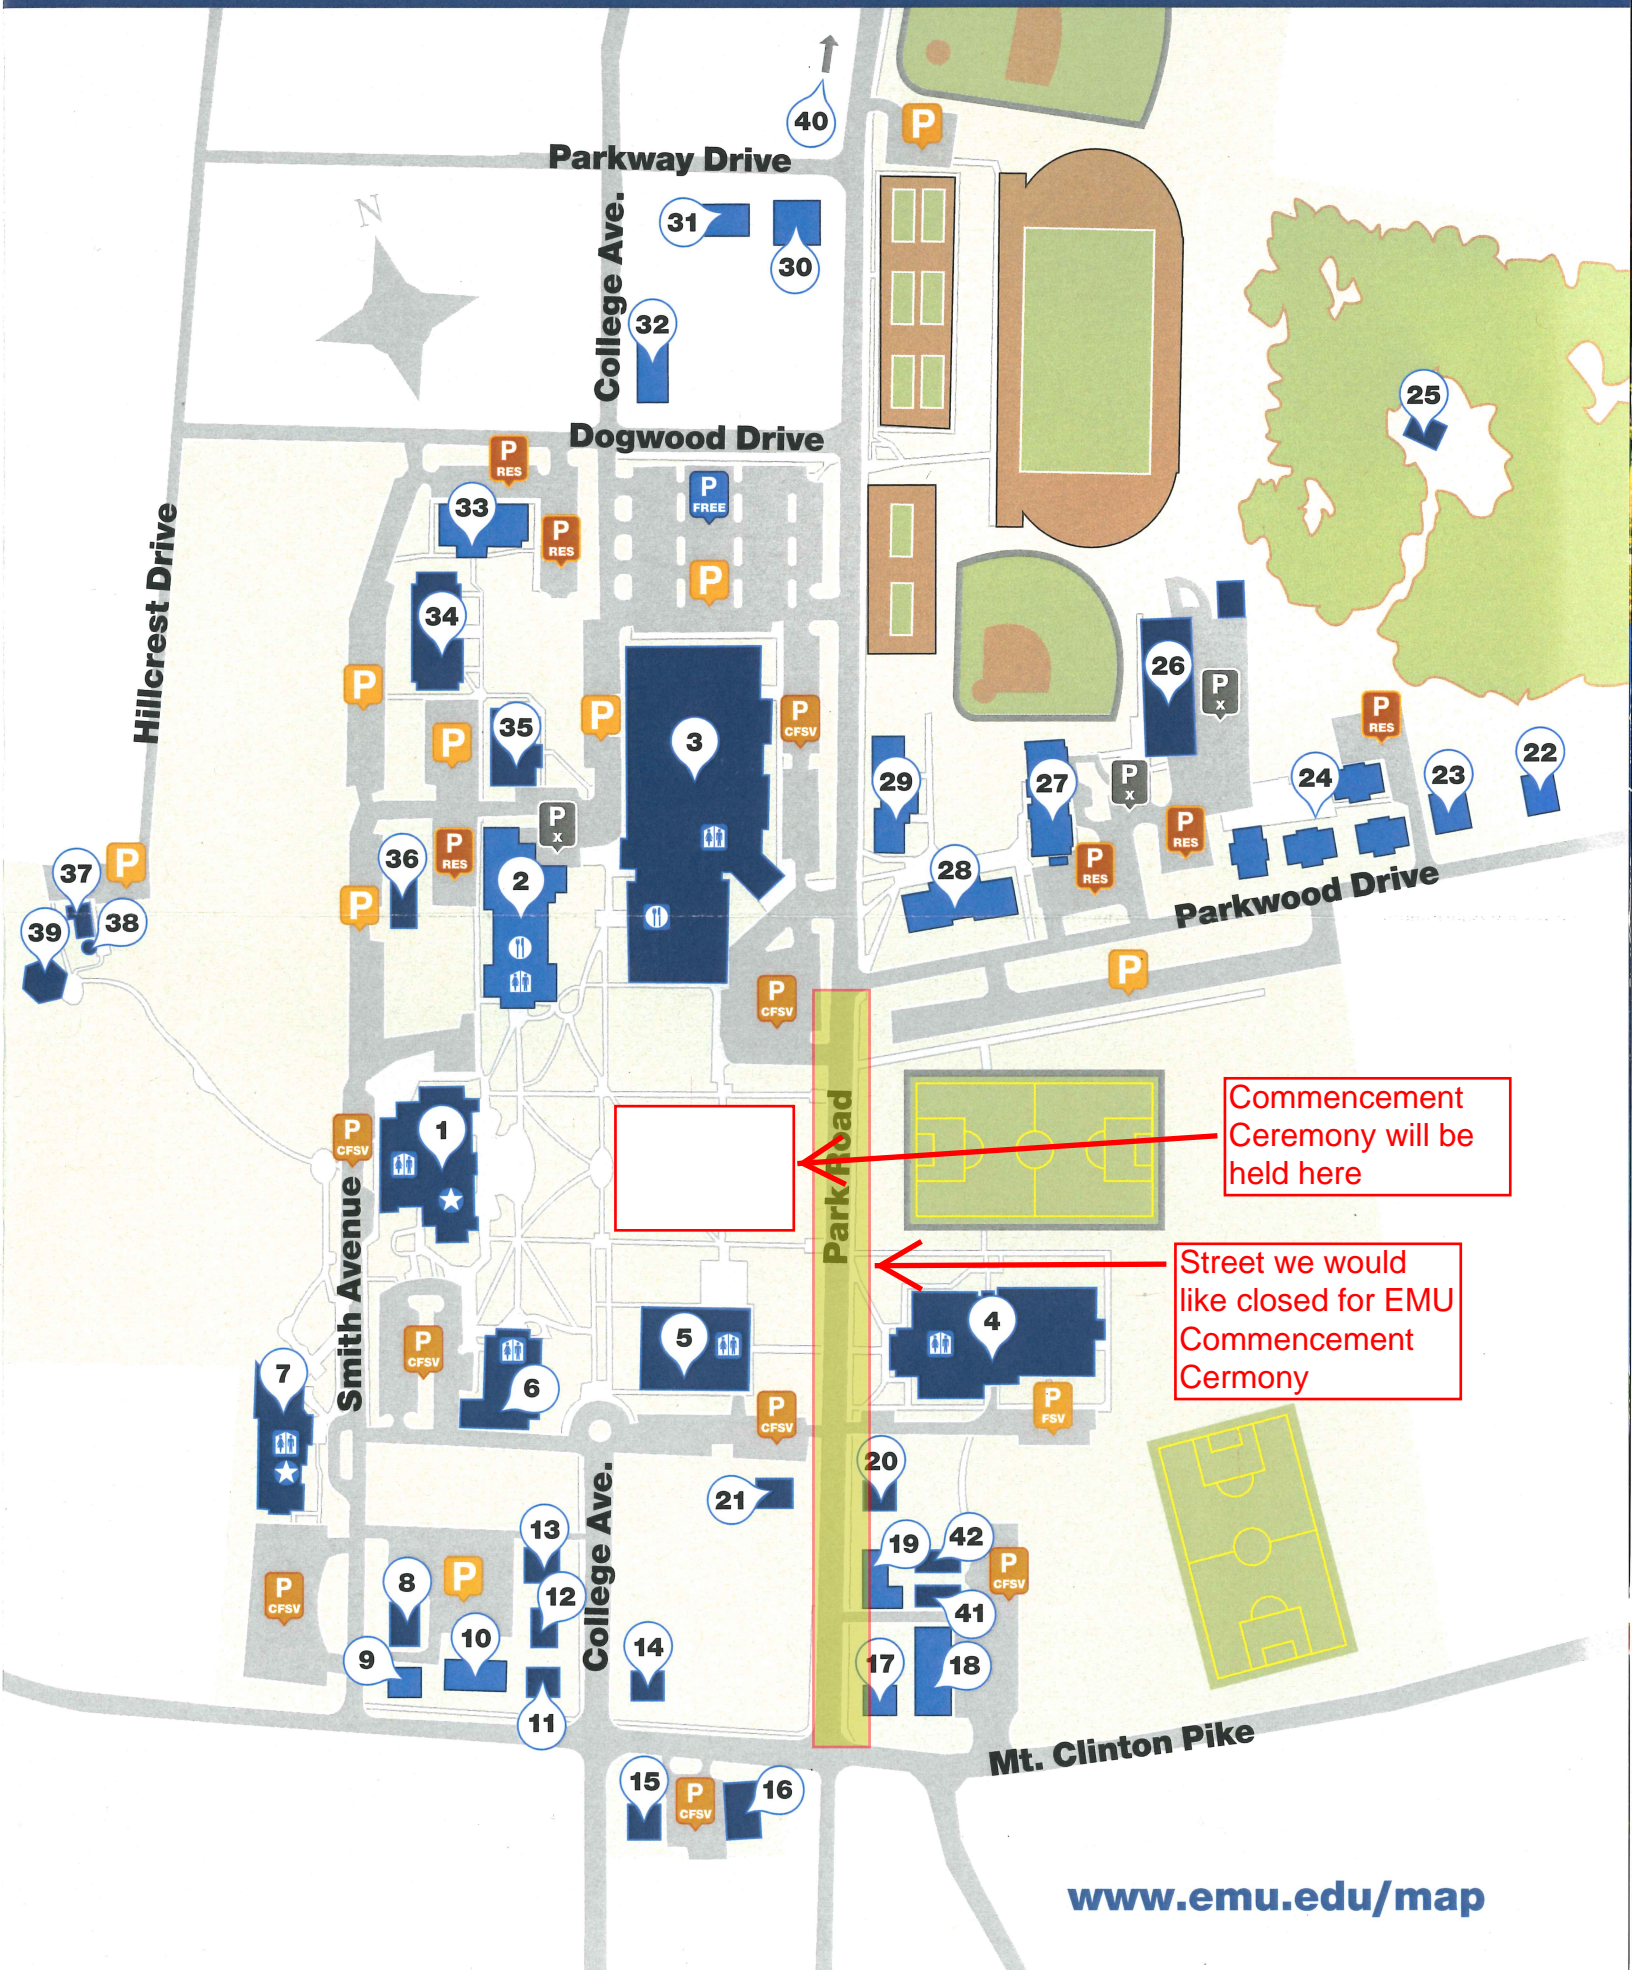 40
P
Parkway Drive
N
College Ave.
31
30
32
25
Dogwood Drive
P
RES
P
FREE
33
P
RES
P
Hillcrest Drive
34
26
P
P
x
P
35
P
3
P
CFSV
P
RES
22
29
27
P
x
24
23
P
x
36
P
RES
P
RES
37
P
2
28
P
RES
Parkwood Drive
39
38
P
P
P
CFSV
1
P
CFSV
Park Road
Commencement
Ceremony will be
held here
Smith Avenue
Street we would
like closed for EMU
Commencement
Cermony
5
4
P
CFSV
7
6
P
CFSV
P
FSV
20
21
College Ave.
13
19
42
P
CFSV
8
P
12
P
CFSV
41
10
14
9
17
18
11
Mt. Clinton Pike
15
P
CFSV
16
www.emu.edu/map